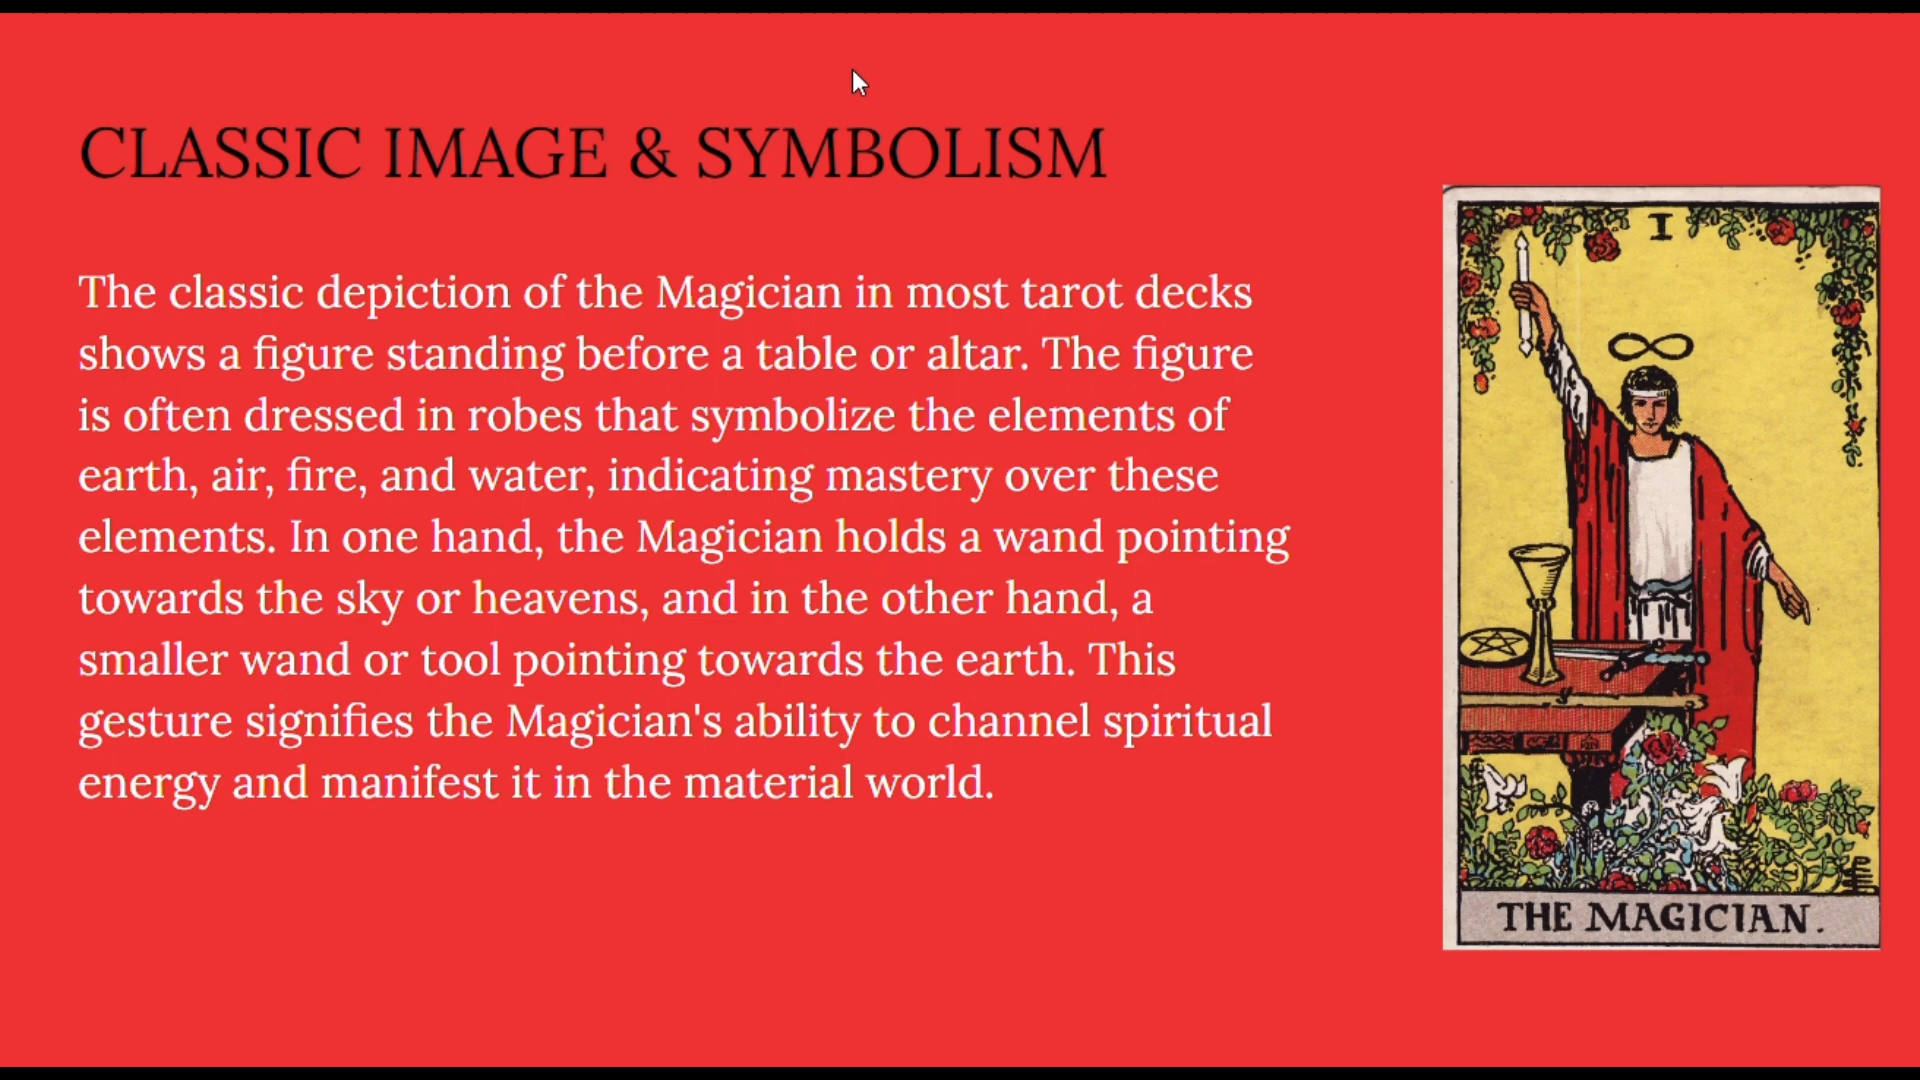 CLASSIC IMAGE & SYMBOLISM
The classic depiction of the Magician in most tarot decks
shows a figure standing before a table or altar. The figure
is often dressed in robes that symbolize the elements of
earth, air, fire, and water, indicating mastery over these
elements. In one hand, the Magician holds a wand pointing
towards the sky or heavens, and in the other hand, a
smaller wand or tool pointing towards the earth. This
gesture signifies the Magician's ability to channel spiritual
energy and manifest it in the material world.
I
THE MAGICIAN.